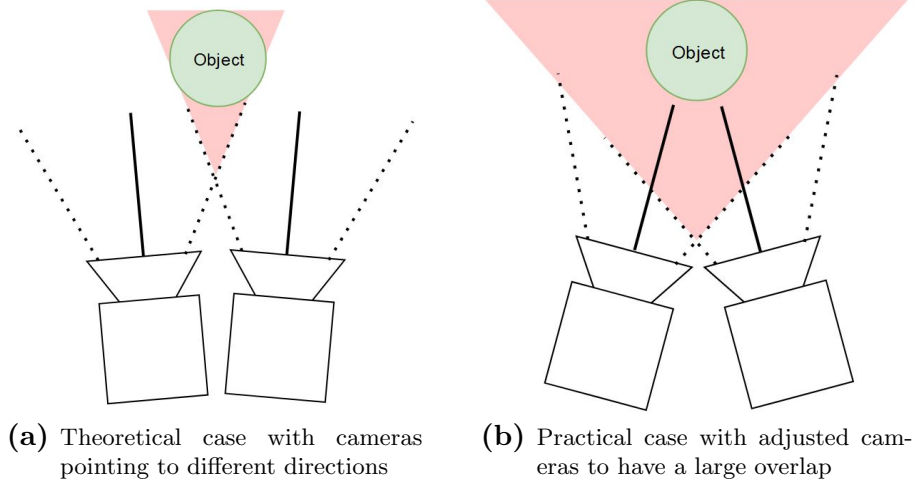 Object
Object
(a) Theoretical case with cameras
pointing to different directions
(b) Practical case with adjusted cam-
eras to have a large overlap